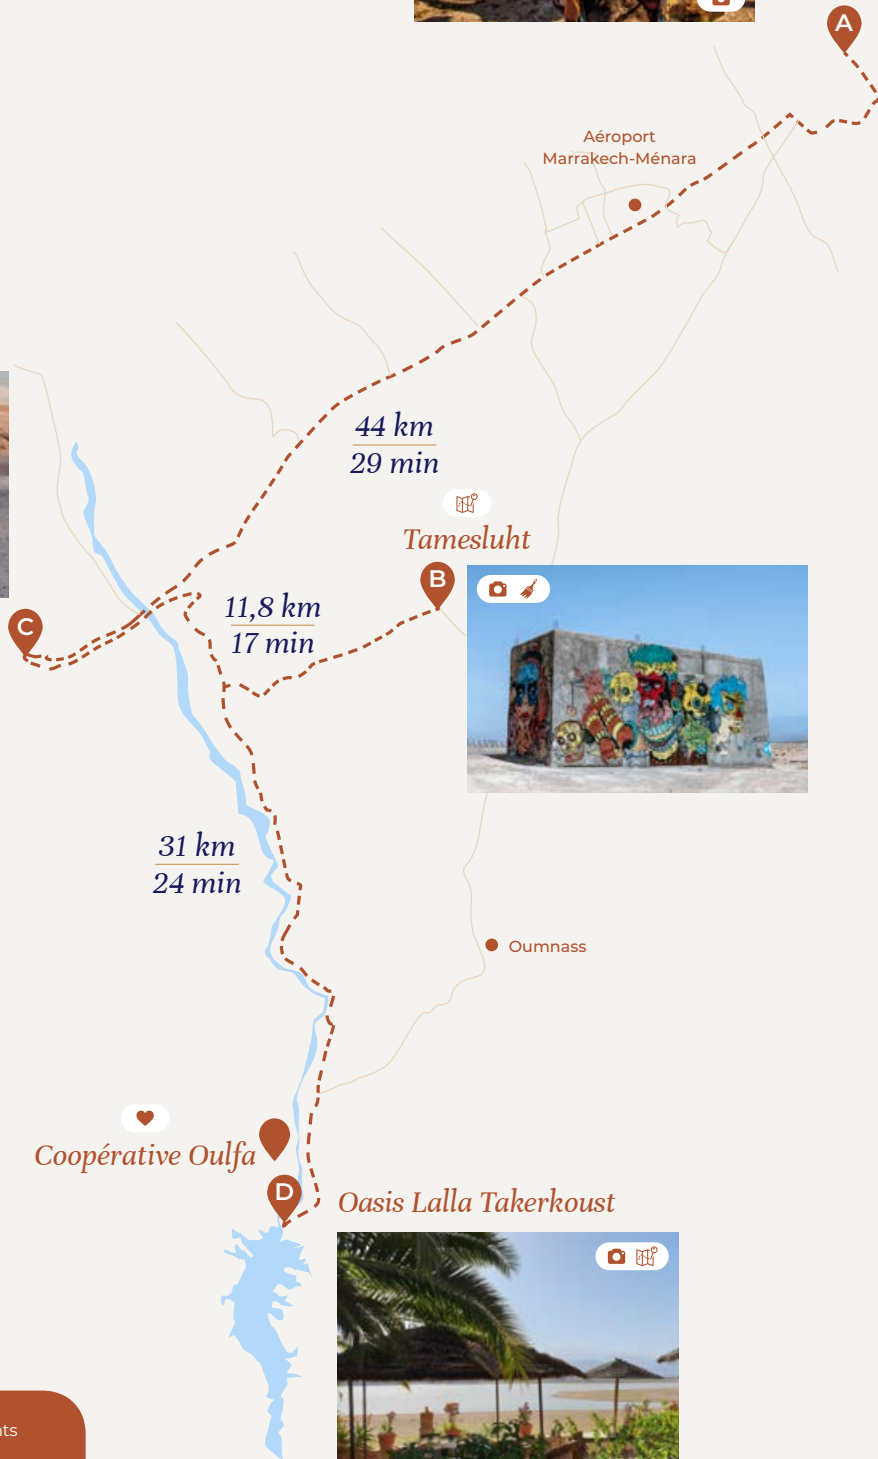 A
Aéroport
Marrakech-Ménara
44 km
29 min
Tamesluht
B
11,8 km
17 min
C
31 km
24 min
Oumnass
Coopérative Oulfa
D
Oasis Lalla Takerkoust